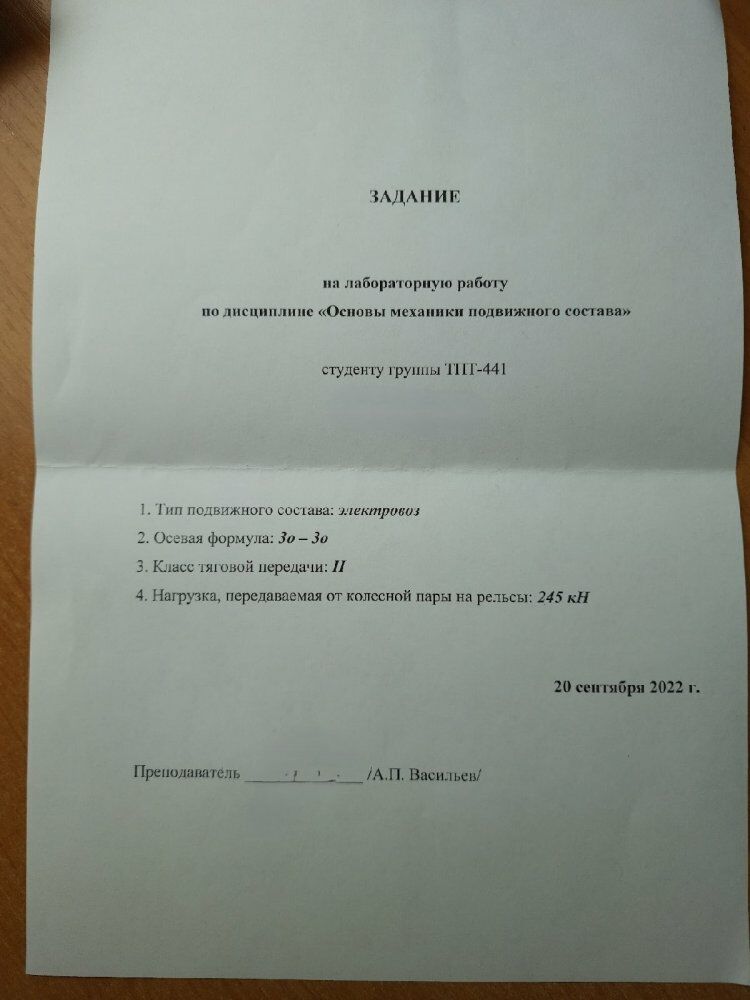 ЗАДАНИЕ
на лабораторную работу
по дисциплине «Основы механики подвижного состава»
студенту группы ТПТ-441
1. Тип подвижного состава: электровоз
2. Осевая формула: 3о – 3о
3. Класс тяговой передачи: II
4. Нагрузка, передаваемая от колесной пары на рельсы: 245 кН
20 сентября 2022 г.
Преподаватель ____________ /А.П. Васильев/